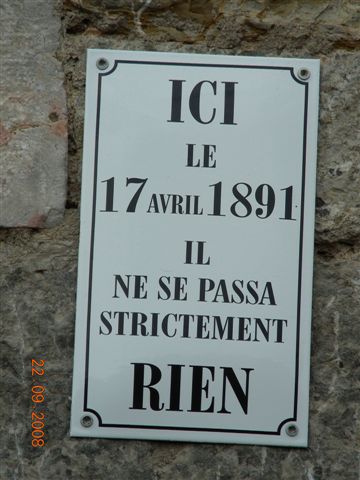 ICI
LE
17 AVRIL 1891
IL
NE SE PASSA
STRICTEMENT
RIEN
22.09.2008